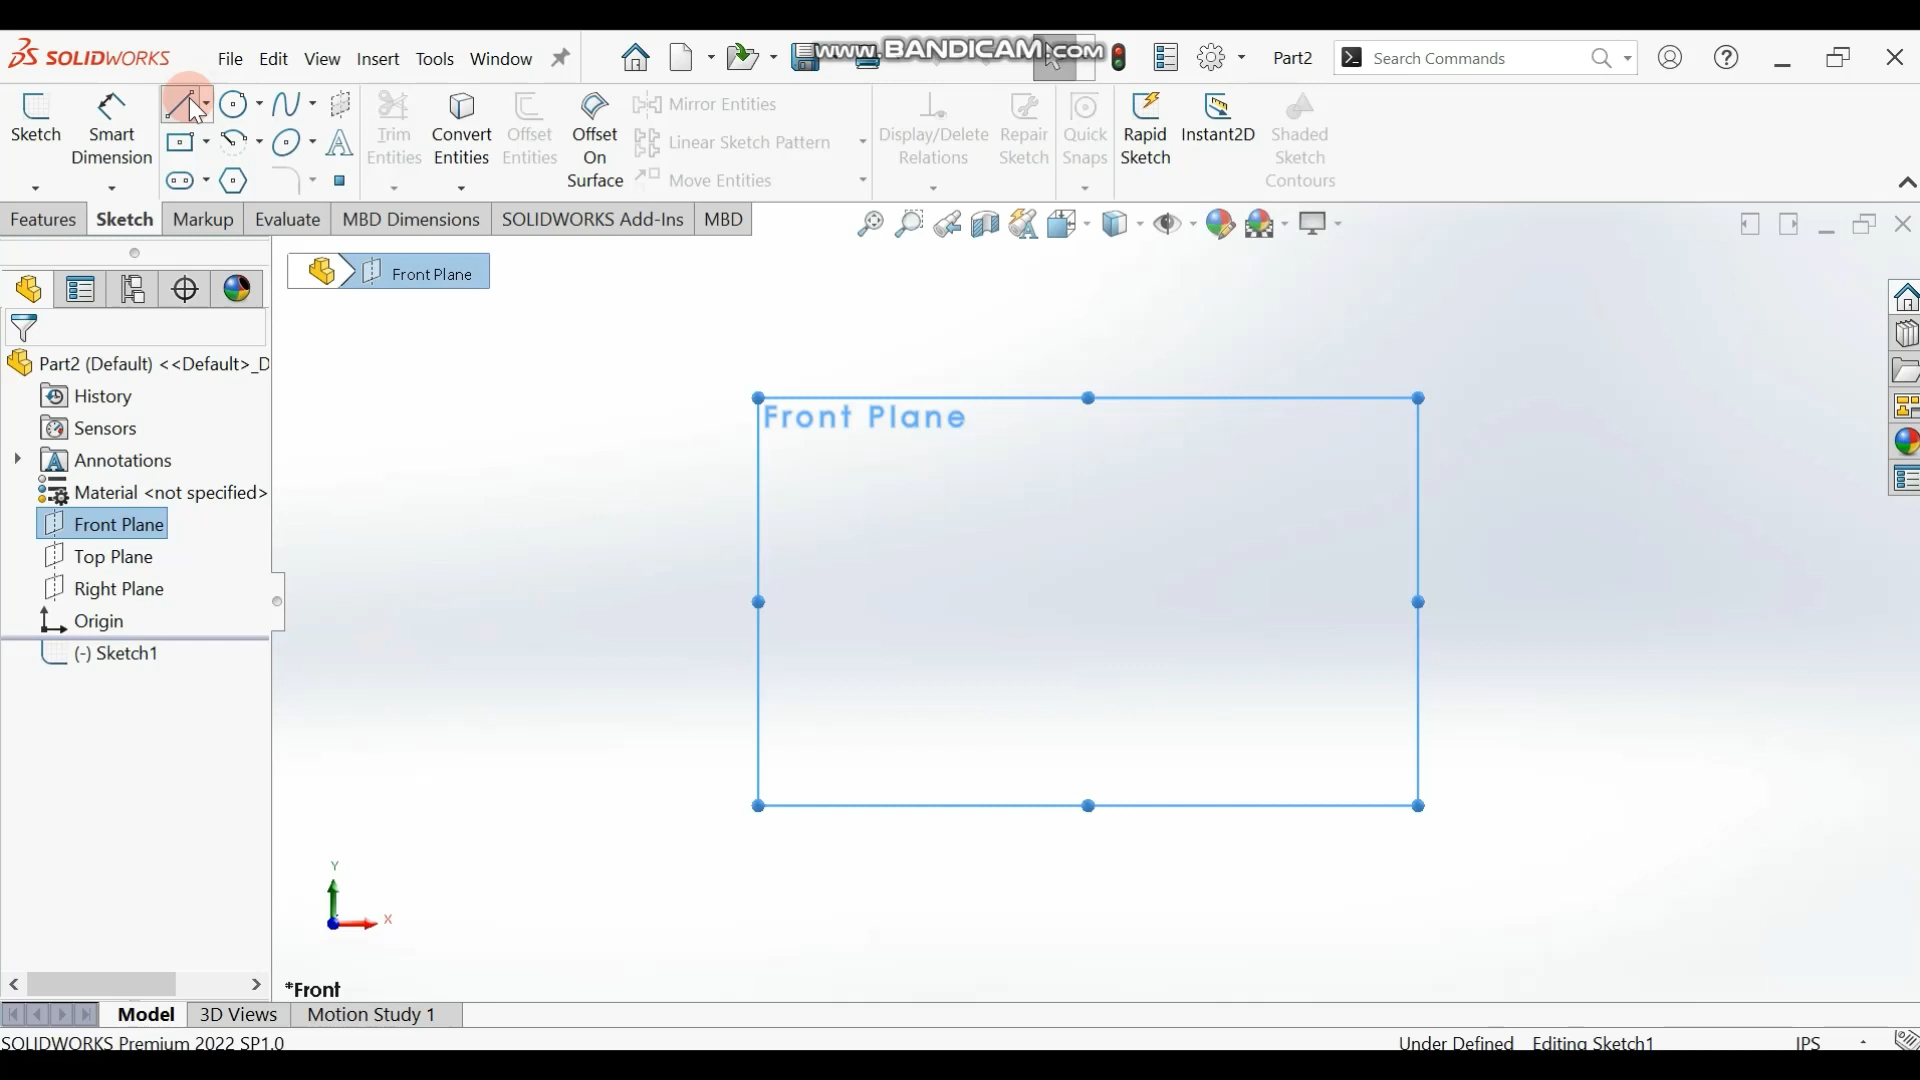 SOLIDWORKS File Edit View Insert Tools Window www.BANDICAM.com Part2 Search Commands
Sketch Smart Dimension
Trim Entities
Convert Entities
Offset Entities
Offset On Surface
Mirror Entities
Linear Sketch Pattern
Move Entities
Display/Delete Relations
Repair Sketch
Quick Snaps
Rapid Sketch
Instant2D
Shaded Sketch Contours
Features Sketch Markup Evaluate MBD Dimensions SOLIDWORKS Add-Ins MBD
Front Plane
Part2 (Default) <<Default>_D
History
Sensors
Annotations
Material <not specified>
Front Plane
Top Plane
Right Plane
Origin
(-) Sketch1
Front Plane
Y
X
*Front
Model 3D Views Motion Study 1
SOLIDWORKS Premium 2022 SP1.0 Under Defined Editing Sketch1 IPS